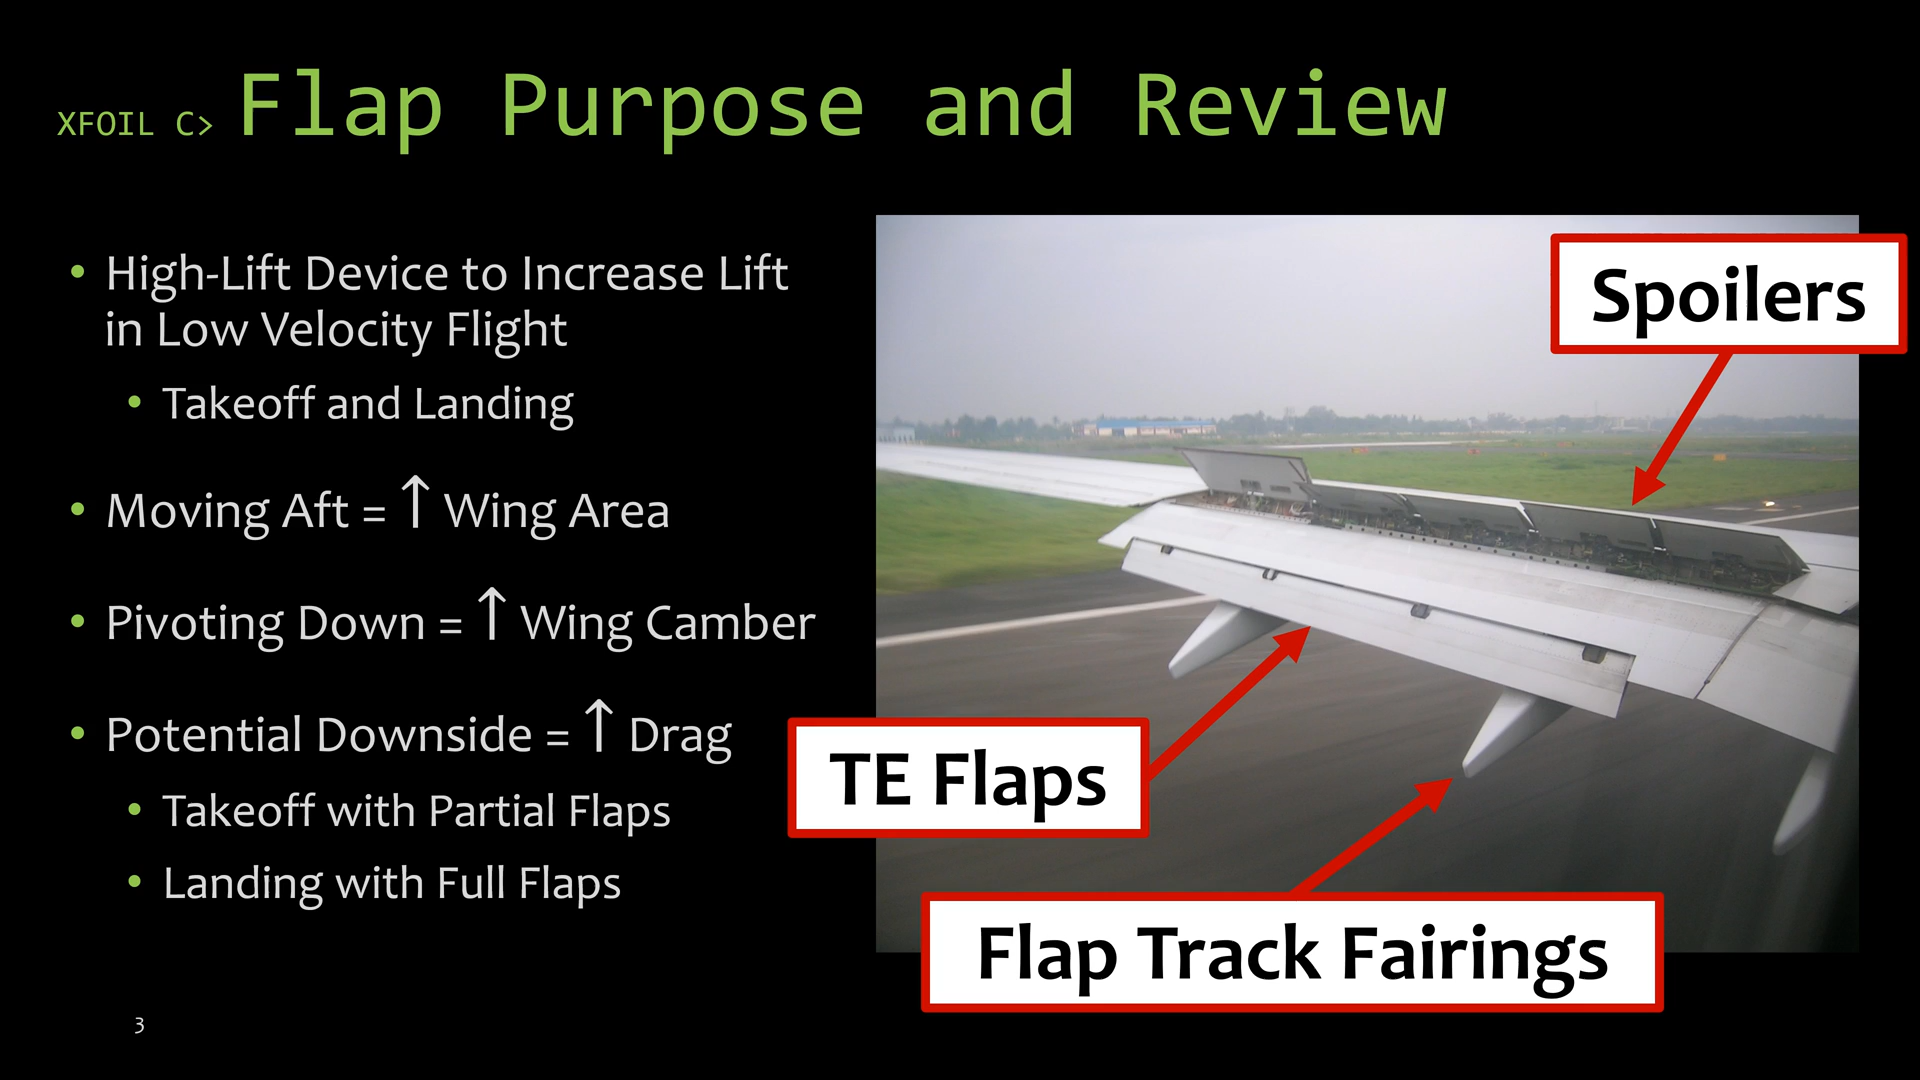 XFOIL C> Flap Purpose and Review
• High-Lift Device to Increase Lift
in Low Velocity Flight
• Takeoff and Landing
• Moving Aft = ↑ Wing Area
• Pivoting Down = ↑ Wing Camber
• Potential Downside = ↑ Drag
• Takeoff with Partial Flaps
• Landing with Full Flaps
Spoilers
TE Flaps
Flap Track Fairings
3